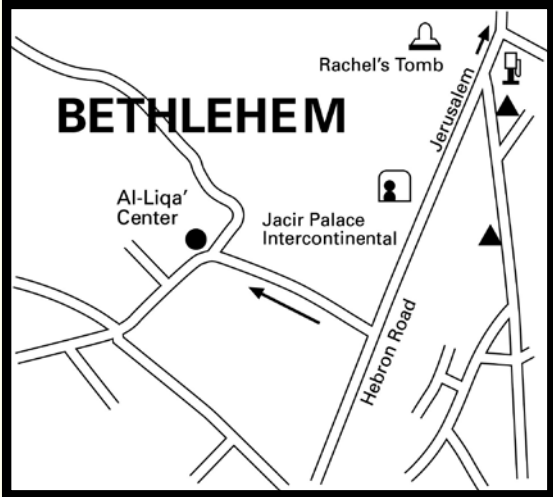 Rachel's Tomb
Jerusalem
BETHLEHEM
Al-Liqa'
Center
Jacir Palace
Intercontinental
Hebron Road